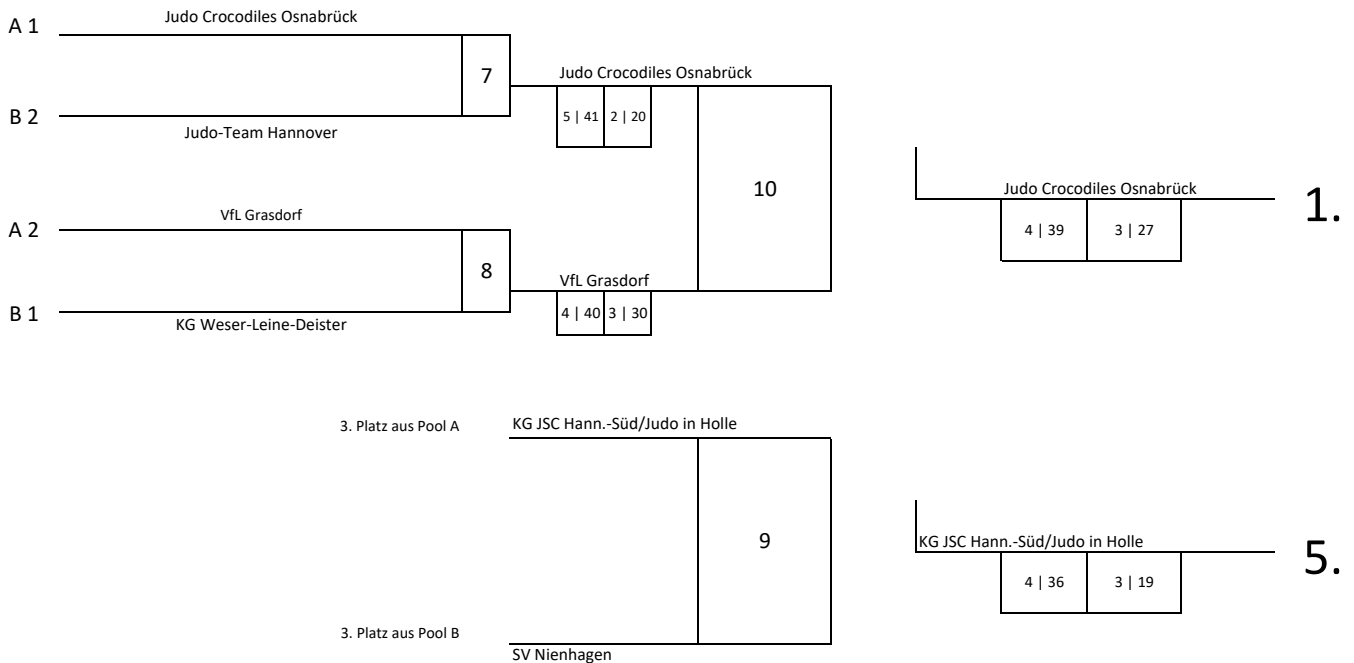 Judo Crocodiles Osnabrück
A 1
7
Judo Crocodiles Osnabrück
B 2
5 | 41 2 | 20
Judo-Team Hannover
10
Judo Crocodiles Osnabrück
1.
VfL Grasdorf
A 2
4 | 39 3 | 27
8
VfL Grasdorf
B 1
4 | 40 3 | 30
KG Weser-Leine-Deister
3. Platz aus Pool A
KG JSC Hann.-Süd/Judo in Holle
9
KG JSC Hann.-Süd/Judo in Holle
5.
4 | 36 3 | 19
3. Platz aus Pool B
SV Nienhagen